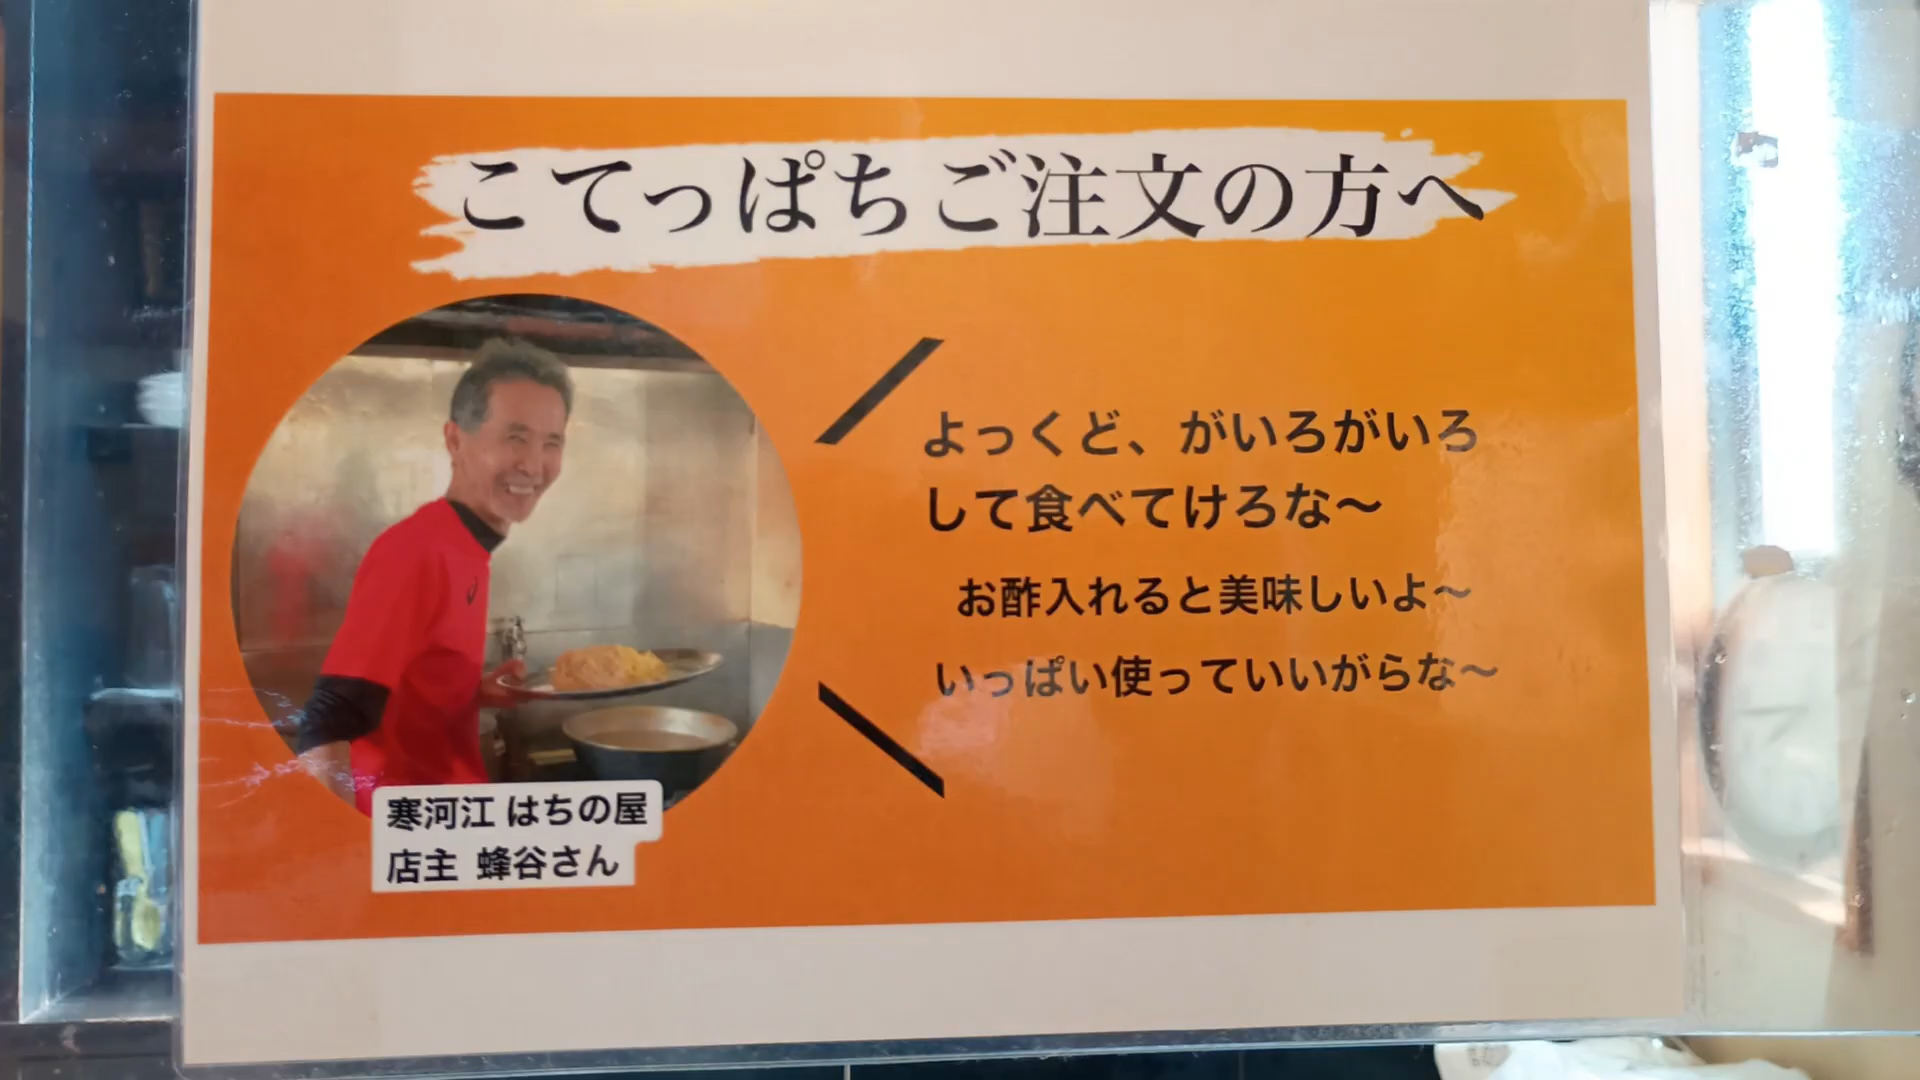 こてっぱちご注文の方へ
よっくど、がいろがいろ
して食べてけろな〜
お酢入れると美味しいよ〜
いっぱい使っていいがらな〜
寒河江 はちの屋
店主 蜂谷さん